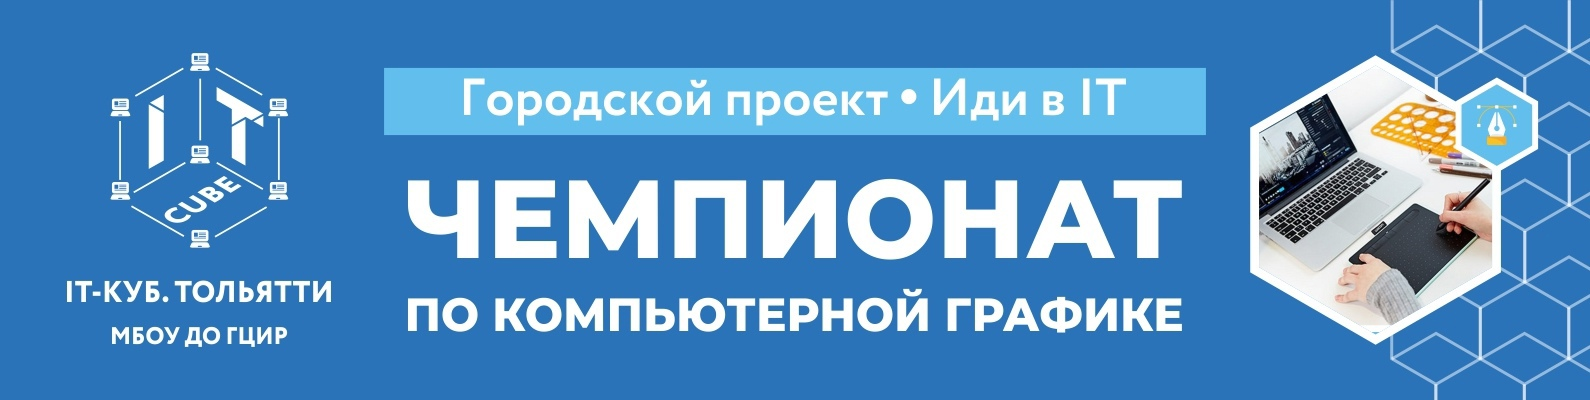 IT
CUBE
IT-КУБ. ТОЛЬЯТТИ
МБОУ ДО ГЦИР
Городской проект • Иди в IT
ЧЕМПИОНАТ
ПО КОМПЬЮТЕРНОЙ ГРАФИКЕ